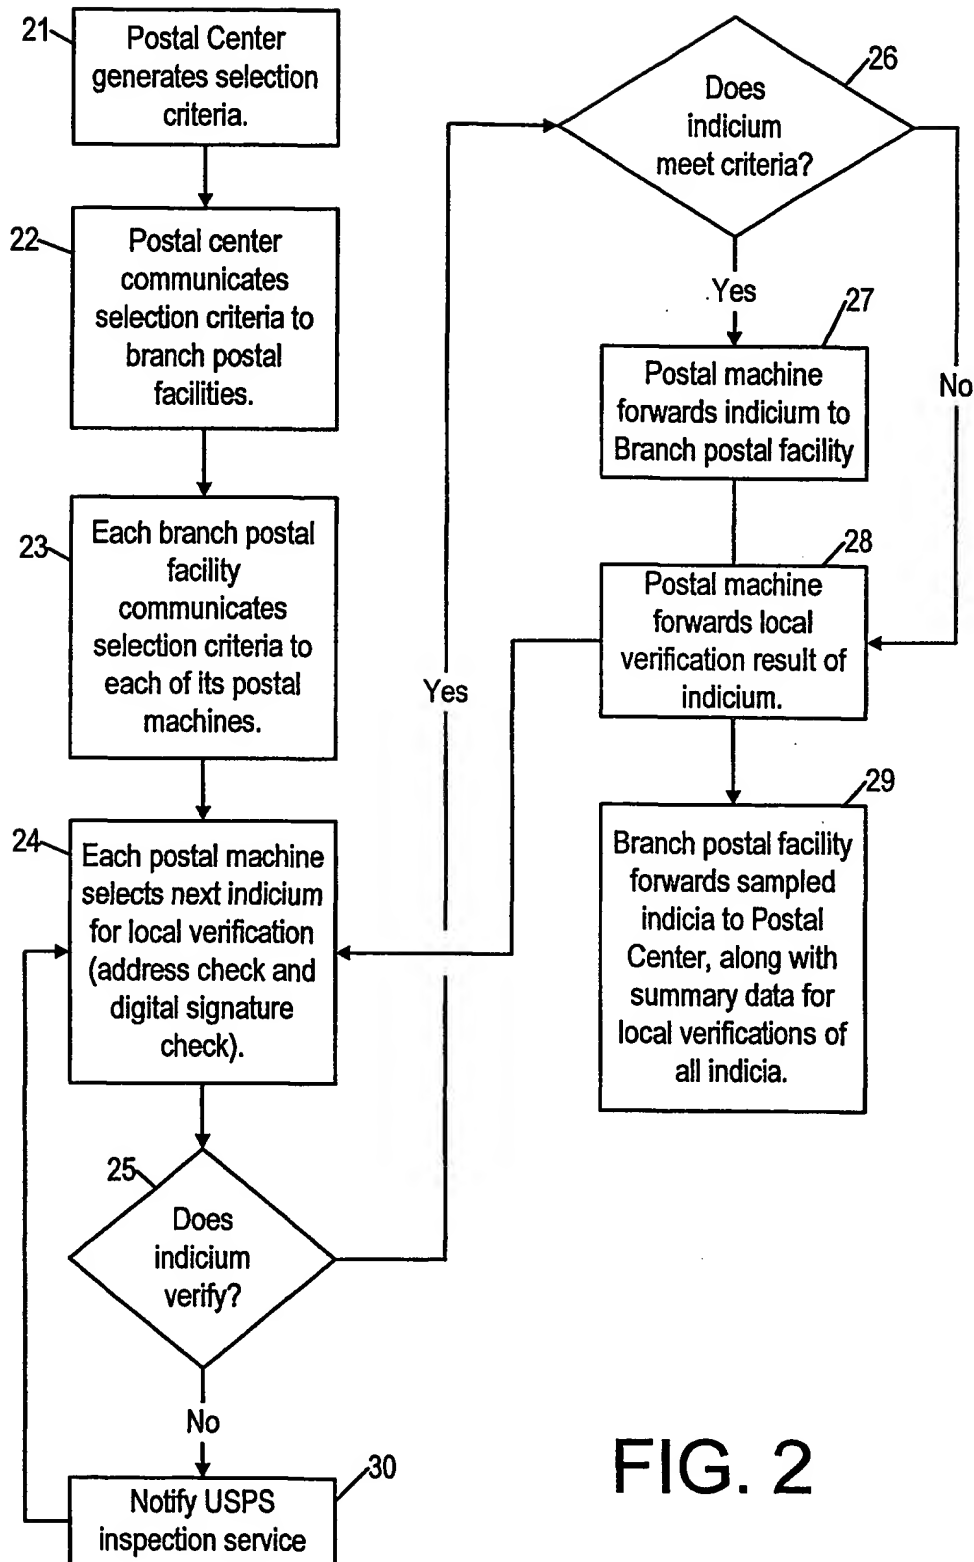 21
Postal Center
generates selection
criteria.
22
Postal center
communicates
selection criteria to
branch postal
facilities.
23
Each branch postal
facility
communicates
selection criteria to
each of its postal
machines.
24
Each postal machine
selects next indicium
for local verification
(address check and
digital signature
check).
25
Does
indicium
verify?
No
30
Notify USPS
inspection service
Yes
26
Does
indicium
meet criteria?
Yes
No
27
Postal machine
forwards indicium to
Branch postal facility
28
Postal machine
forwards local
verification result of
indicium.
29
Branch postal facility
forwards sampled
indicia to Postal
Center, along with
summary data for
local verifications of
all indicia.
FIG. 2